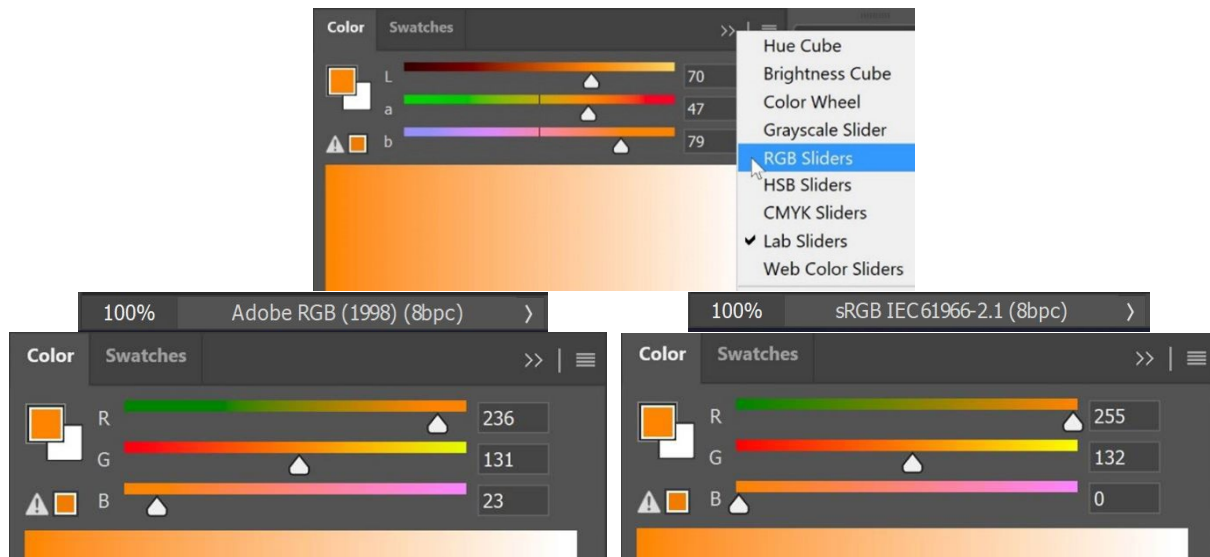 Color Swatches >>
L 70
a 47
b 79
Hue Cube
Brightness Cube
Color Wheel
Grayscale Slider
RGB Sliders
HSB Sliders
CMYK Sliders
Lab Sliders
Web Color Sliders
100% Adobe RGB (1998) (8bpc) >
Color Swatches >>
R 236
G 131
B 23
100% sRGB IEC61966-2.1 (8bpc) >
Color Swatches >>
R 255
G 132
B 0